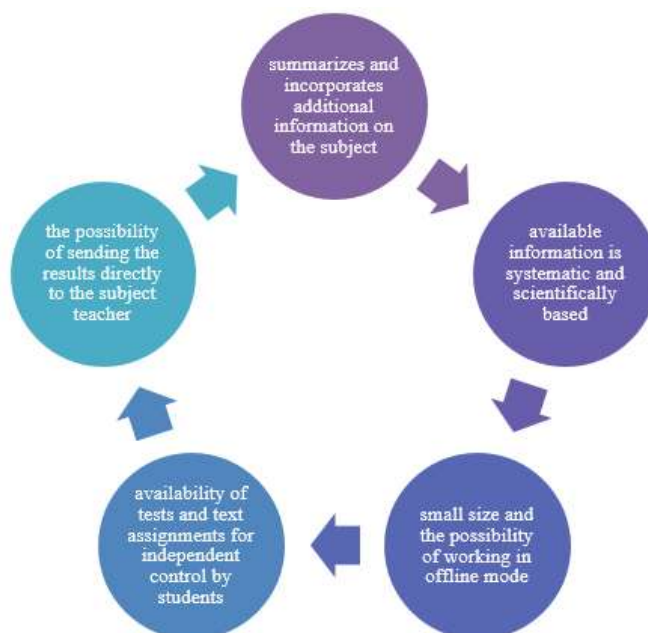 summarizes and
incorporates
additional
information on
the subject
available
information is
systematic and
scientifically
based
small size and
the possibility
of working in
offline mode
availability of
tests and text
assignments for
independent
control by
students
the possibility
of sending the
results directly
to the subject
teacher